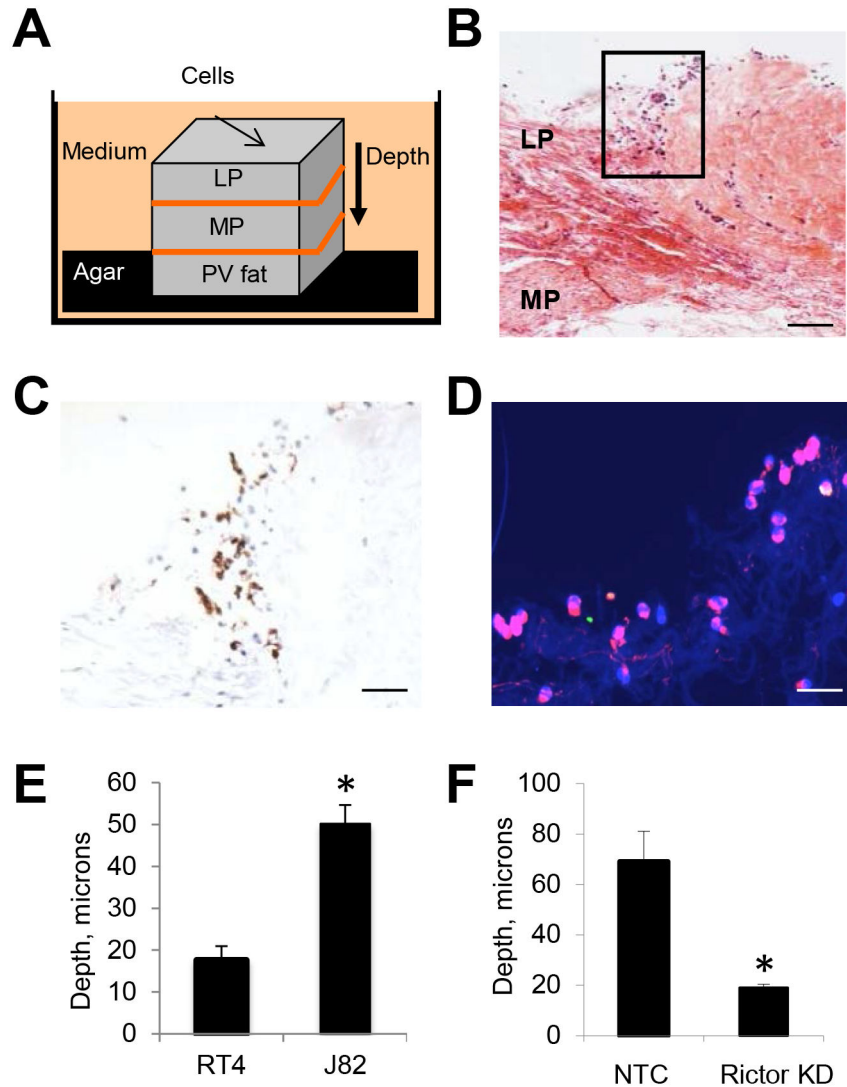 A
Cells
Medium
Depth
LP
MP
Agar
PV fat
B
LP
MP
C
D
E
Depth, microns
60
50
40
30
20
10
0
*
RT4
J82
F
Depth, microns
100
80
60
40
20
0
*
NTC
Rictor KD